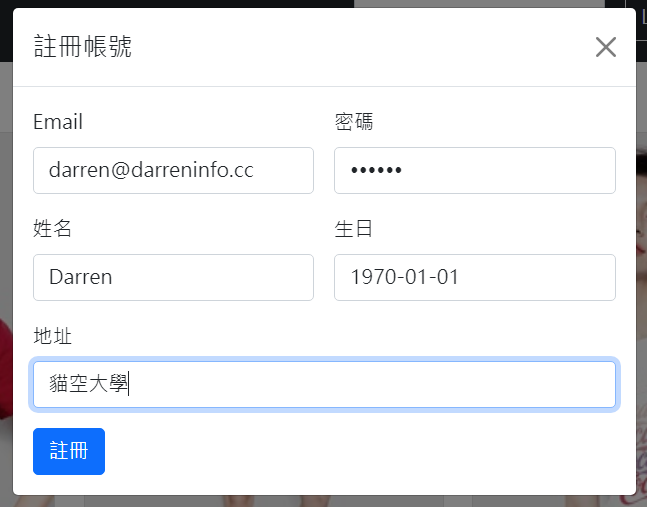 註冊帳號
Email
密碼
darren@darreninfo.cc
••••••
姓名
生日
Darren
1970-01-01
地址
貓空大學
註冊